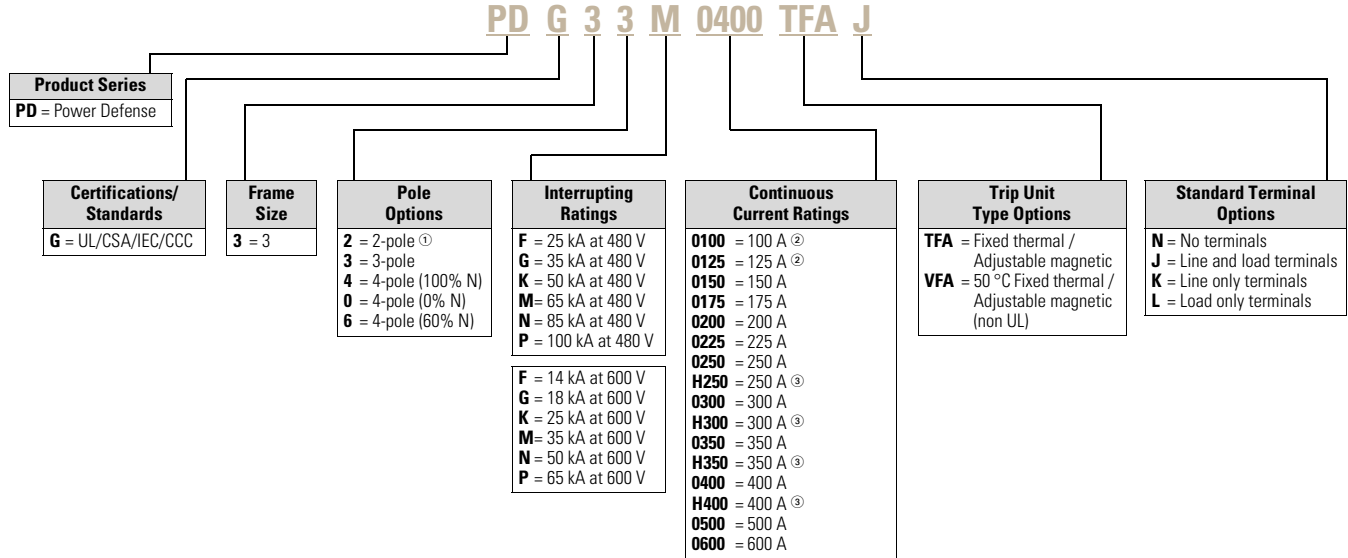 PD G 3 3 M 0400 TFA J
Product Series
PD = Power Defense
Certifications/
Standards
G = UL/CSA/IEC/CCC
Frame
Size
3 = 3
Pole
Options
2 = 2-pole ①
3 = 3-pole
4 = 4-pole (100% N)
0 = 4-pole (0% N)
6 = 4-pole (60% N)
Interrupting
Ratings
F = 25 kA at 480 V
G = 35 kA at 480 V
K = 50 kA at 480 V
M= 65 kA at 480 V
N = 85 kA at 480 V
P = 100 kA at 480 V
F = 14 kA at 600 V
G = 18 kA at 600 V
K = 25 kA at 600 V
M= 35 kA at 600 V
N = 50 kA at 600 V
P = 65 kA at 600 V
Continuous
Current Ratings
0100 = 100 A ②
0125 = 125 A ②
0150 = 150 A
0175 = 175 A
0200 = 200 A
0225 = 225 A
0250 = 250 A
H250 = 250 A ③
0300 = 300 A
H300 = 300 A ③
0350 = 350 A
H350 = 350 A ③
0400 = 400 A
H400 = 400 A ③
0500 = 500 A
0600 = 600 A
Trip Unit
Type Options
TFA = Fixed thermal /
Adjustable magnetic
VFA = 50 °C Fixed thermal /
Adjustable magnetic
(non UL)
Standard Terminal
Options
N = No terminals
J = Line and load terminals
K = Line only terminals
L = Load only terminals